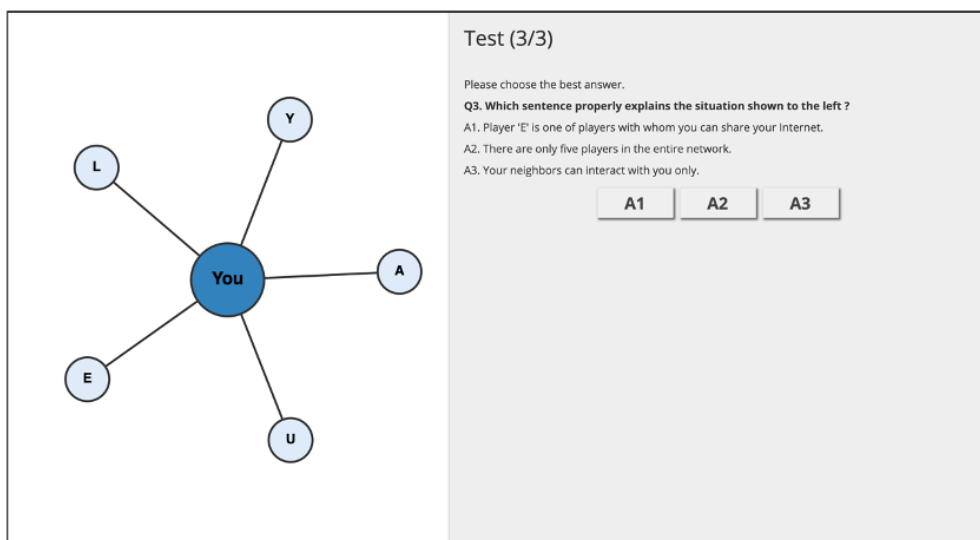 Y
L
You
A
E
U
Test (3/3)
Please choose the best answer.
Q3. Which sentence properly explains the situation shown to the left ?
A1. Player 'E' is one of players with whom you can share your Internet.
A2. There are only five players in the entire network.
A3. Your neighbors can interact with you only.
A1 A2 A3